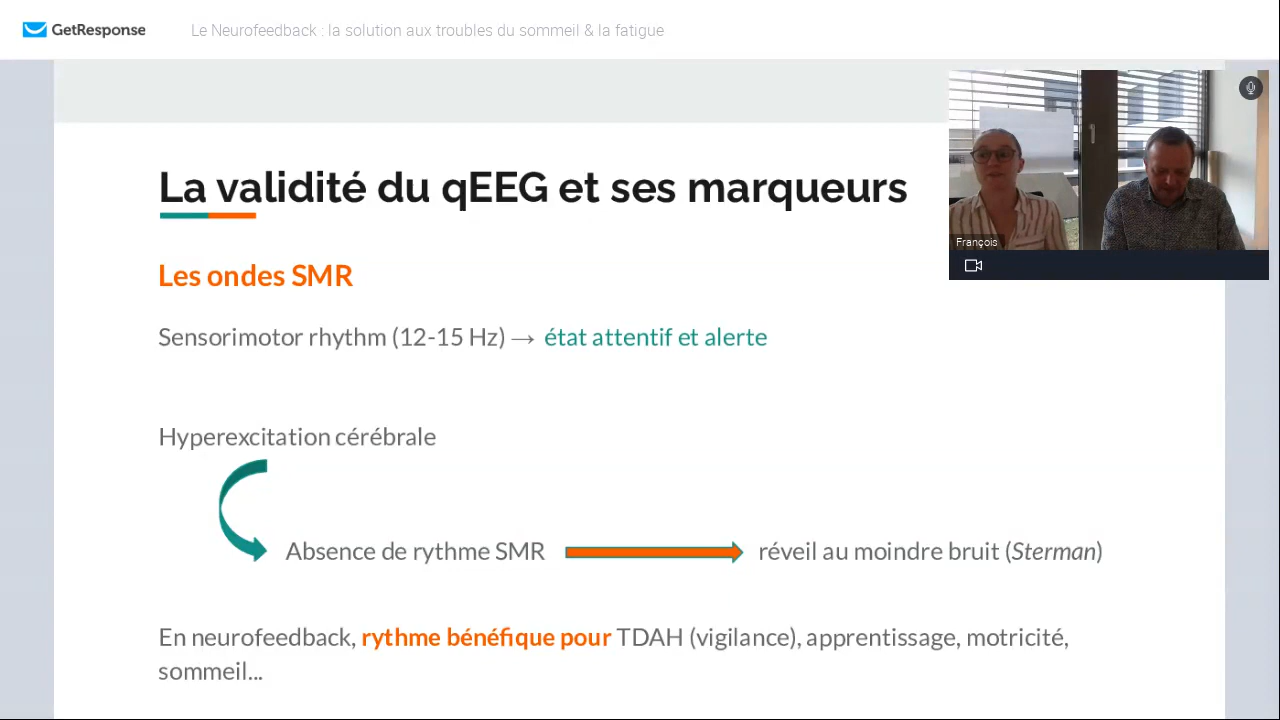 GetResponse
Le Neurofeedback : la solution aux troubles du sommeil & la fatigue
La validité du qEEG et ses marqueurs
François
Les ondes SMR
Sensorimotor rhythm (12-15 Hz) → état attentif et alerte
Hyperexcitation cérébrale
Absence de rythme SMR
réveil au moindre bruit (Sterman)
En neurofeedback, rythme bénéfique pour TDAH (vigilance), apprentissage, motricité,
sommeil...